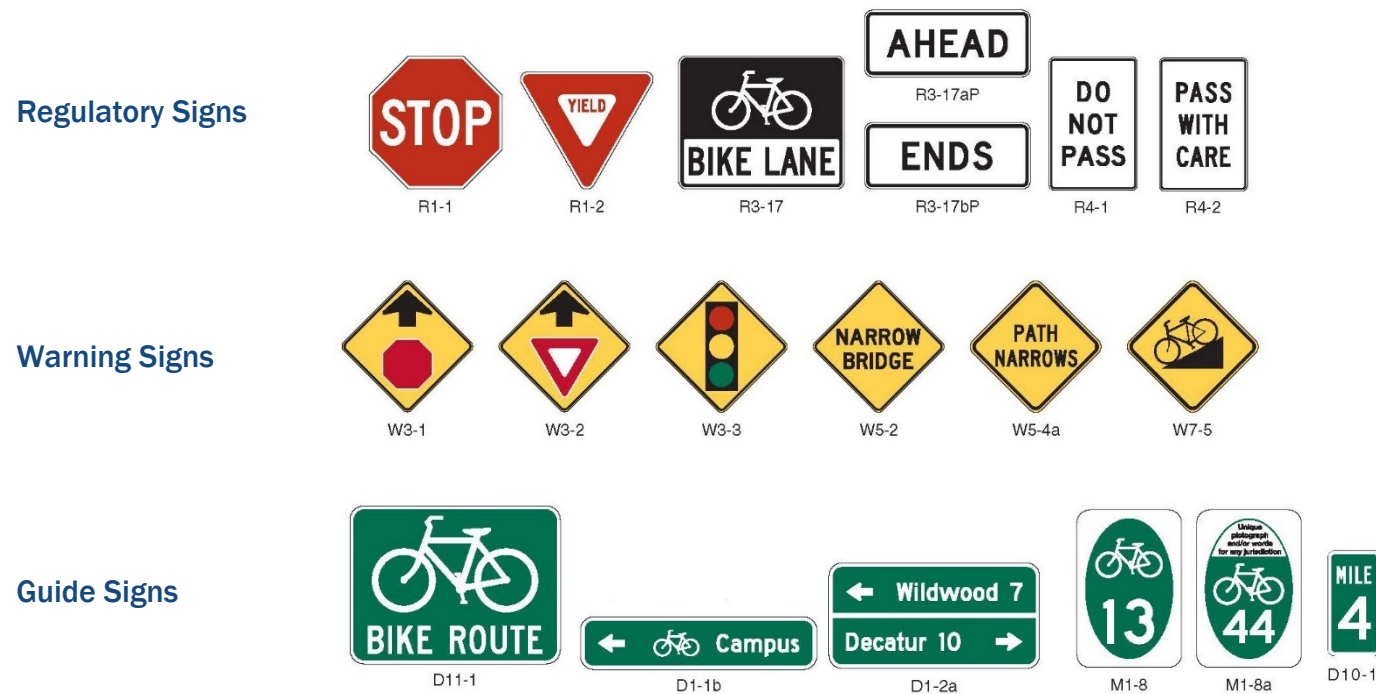 Regulatory Signs
STOP
R1-1
YIELD
R1-2
BIKE LANE
R3-17
AHEAD
R3-17aP
ENDS
R3-17bP
DO
NOT
PASS
R4-1
PASS
WITH
CARE
R4-2
Warning Signs
W3-1
W3-2
W3-3
NARROW
BRIDGE
W5-2
PATH
NARROWS
W5-4a
W7-5
Guide Signs
BIKE ROUTE
D11-1
Campus
D1-1b
Wildwood 7
Decatur 10
D1-2a
13
M1-8
Unique
pictograph
and/or words
for any jurisdiction
44
M1-8a
MILE
4
D10-1